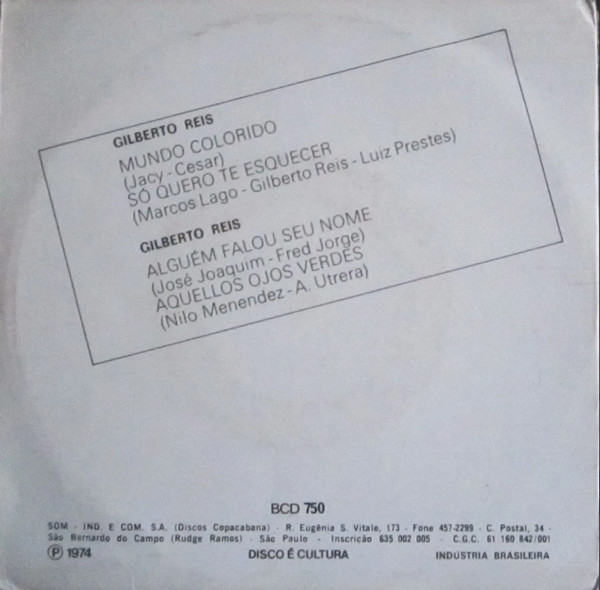 GILBERTO REIS
MUNDO COLORIDO
(Jacy - Cesar)
SÓ QUERO TE ESQUECER
(Marcos Lago - Gilberto Reis - Luiz Prestes)
GILBERTO REIS
ALGUÉM FALOU SEU NOME
(José Joaquim - Fred Jorge)
AQUELLOS OJOS VERDES
(Nilo Menendez - A. Utrera)
BCD 750
SOM - IND. E COM. S.A. (Discos Copacabana) - R. Eugênia S. Vitale, 173 - Fone 457-2299 - C. Postal, 34 -
São Bernardo do Campo (Rudge Ramos) - São Paulo - Inscrição 635 002 005 - C.G.C. 61 160 842/001
Ⓟ 1974 DISCO É CULTURA INDÚSTRIA BRASILEIRA